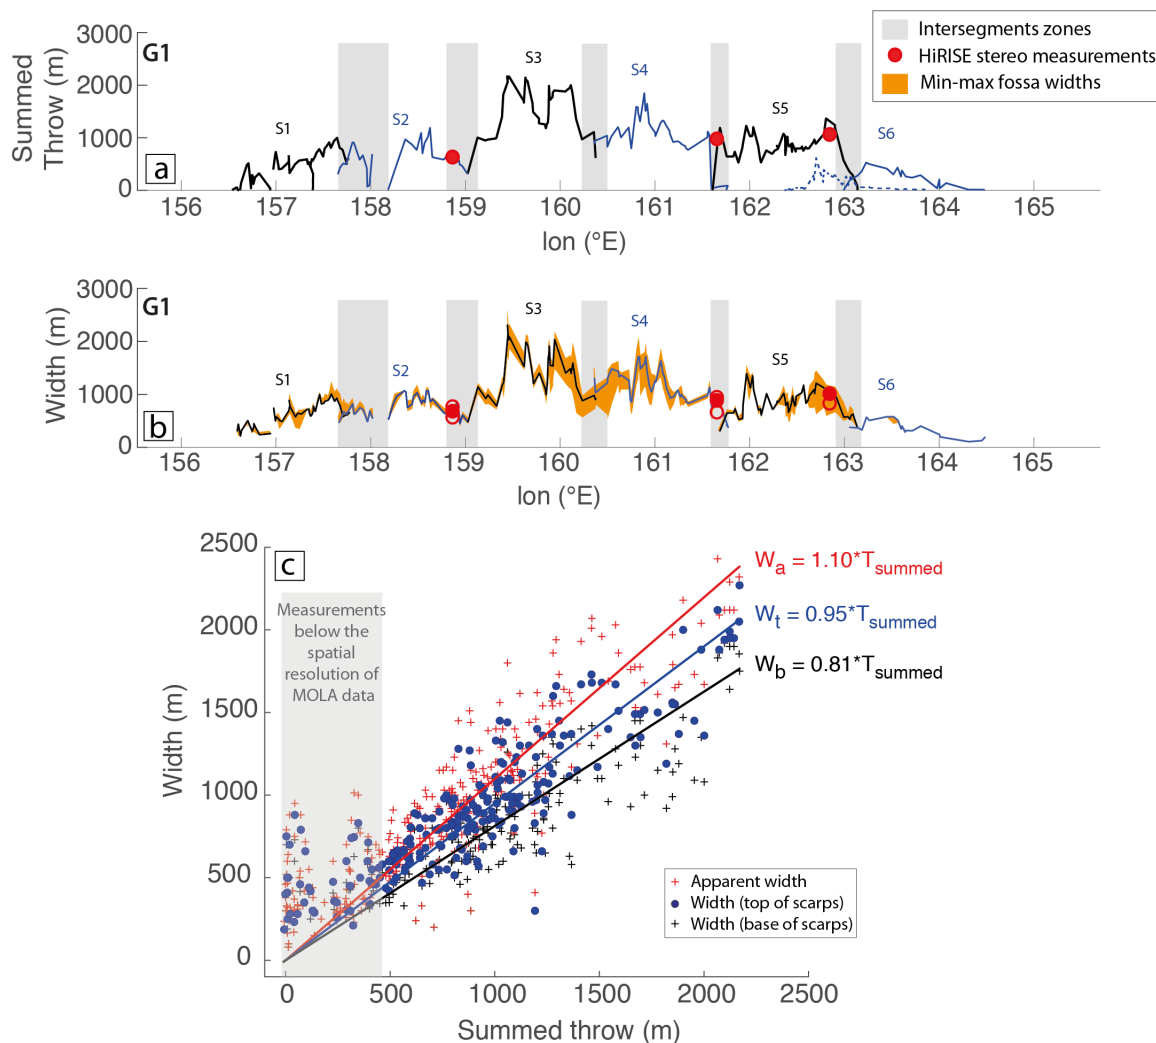 G1
Summed
Throw (m)
3000
2000
1000
0
a
S1
S2
S3
S4
S5
S6
Intersegments zones
HiRISE stereo measurements
Min-max fossa widths
156
157
158
159
160
161
162
163
164
165
lon (°E)
G1
Width (m)
3000
2000
1000
0
b
S1
S2
S3
S4
S5
S6
156
157
158
159
160
161
162
163
164
165
lon (°E)
c
Width (m)
2500
2000
1500
1000
500
0
Measurements
below the
spatial
resolution of
MOLA data
Wa = 1.10*Tsummed
Wt = 0.95*Tsummed
Wb = 0.81*Tsummed
Apparent width
Width (top of scarps)
Width (base of scarps)
0
500
1000
1500
2000
2500
Summed throw (m)